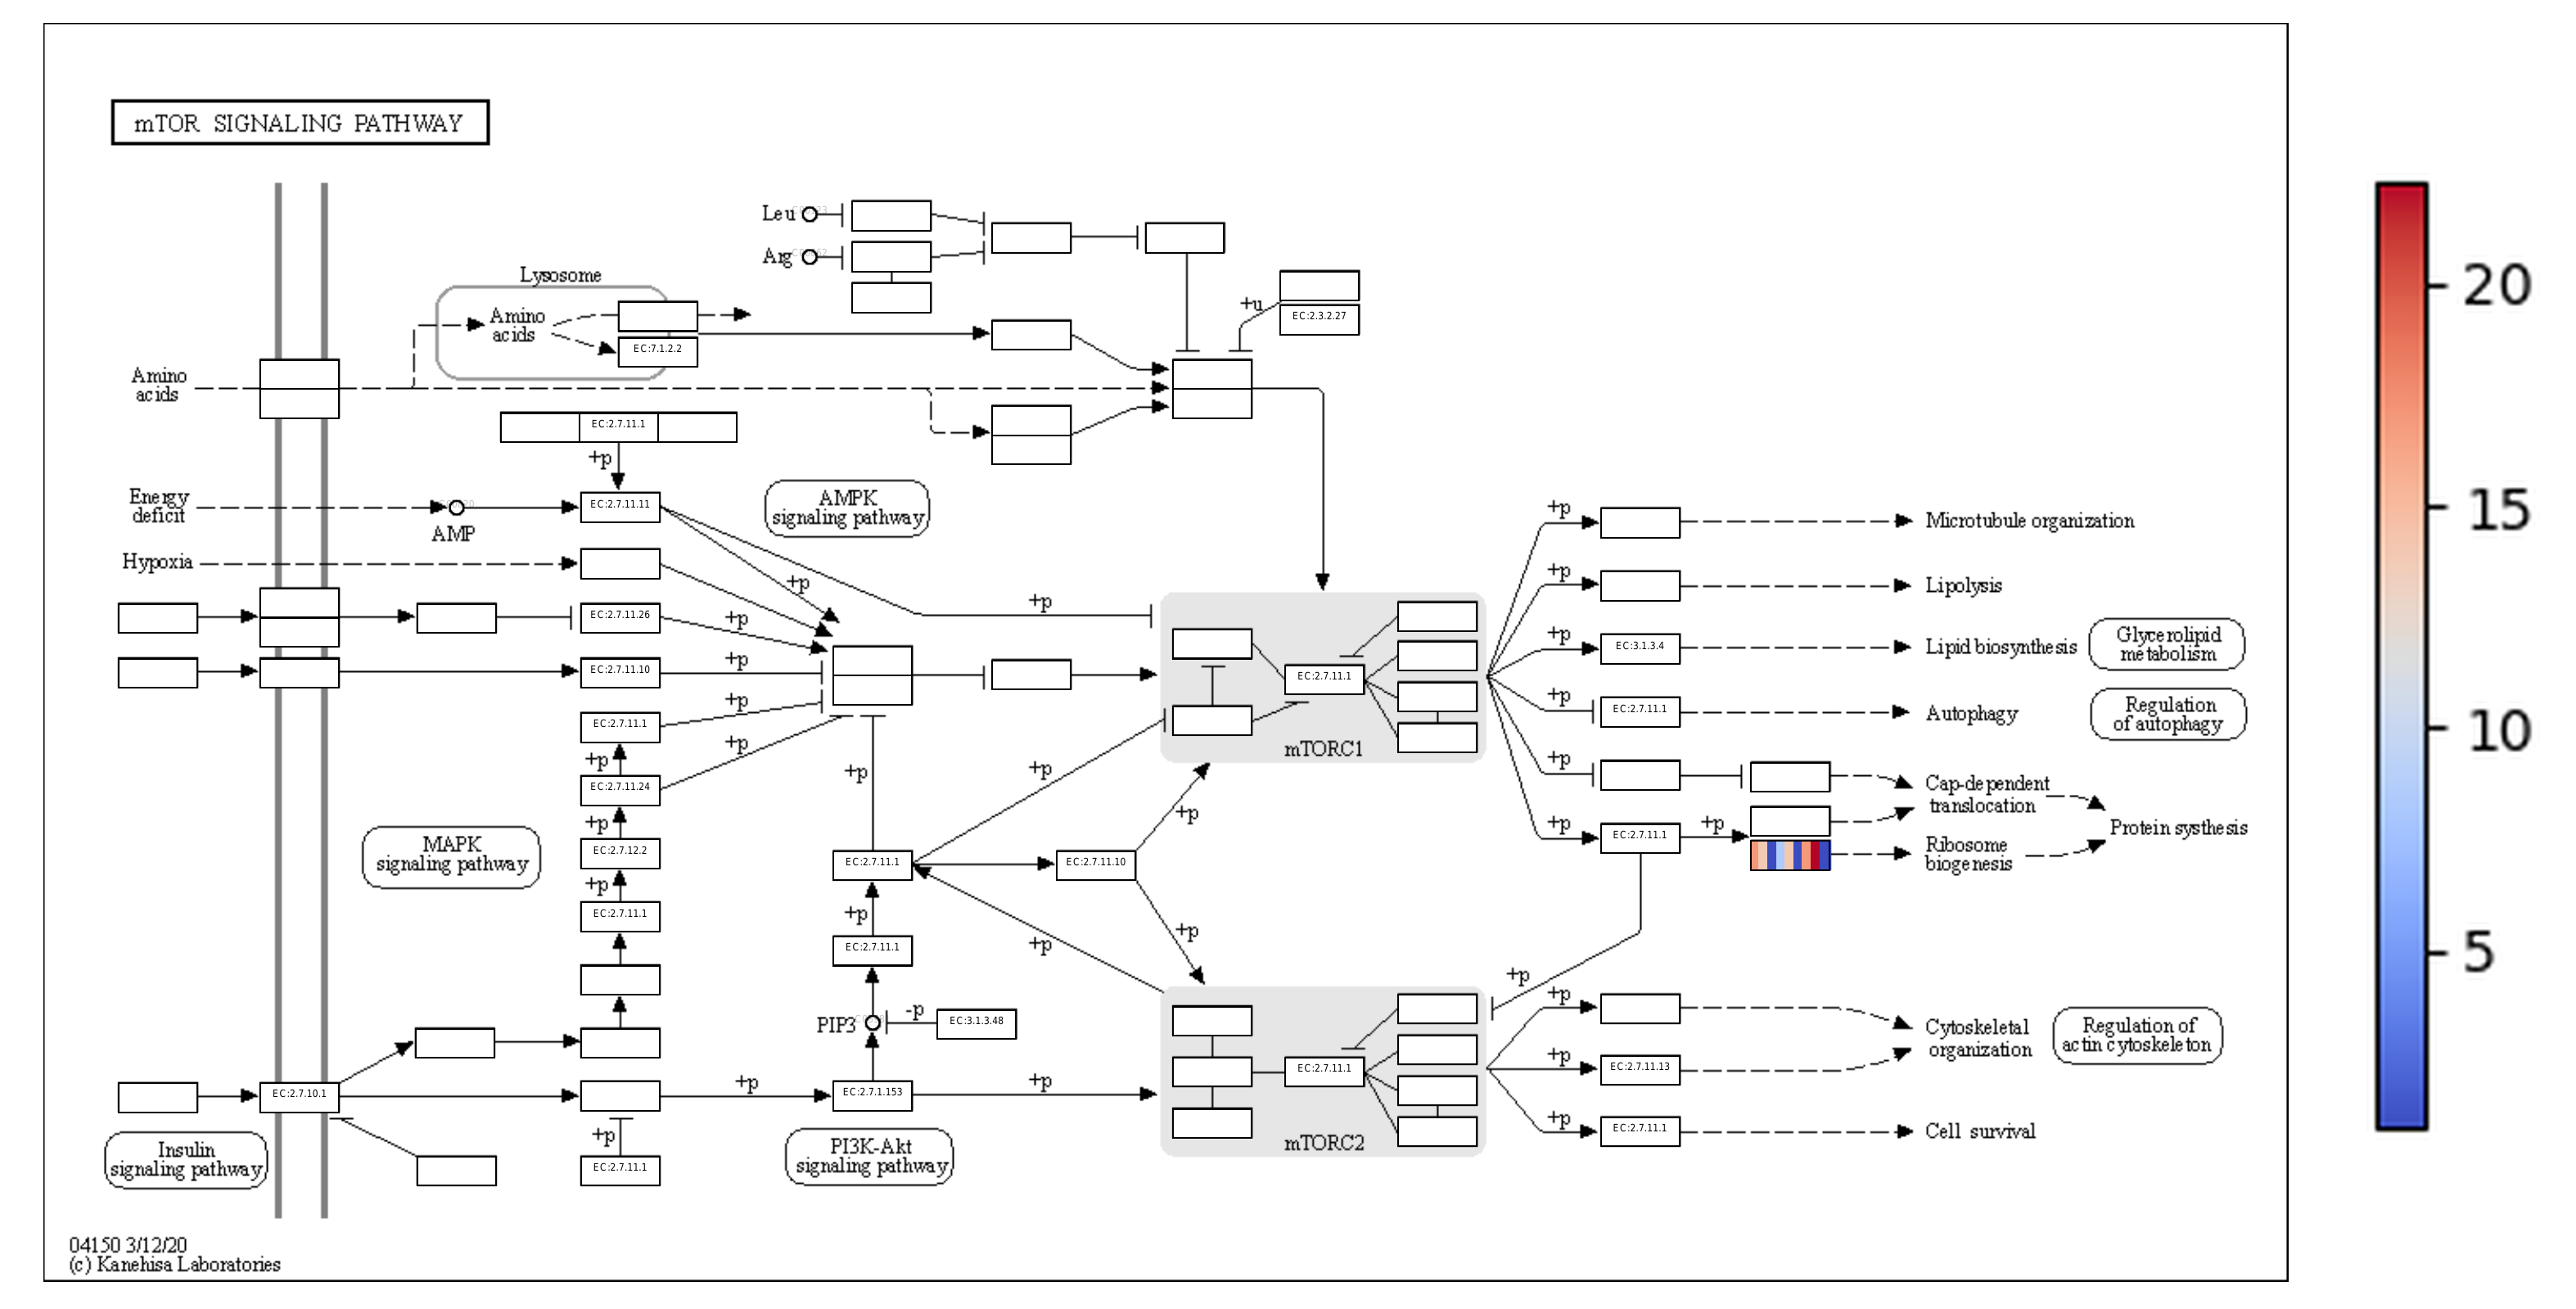 mTOR SIGNALING PATHWAY
Leu
Arg
Lysosome
Amino
acids
+u
EC:2.3.2.27
EC:7.1.2.2
Amino
acids
EC:2.7.11.1
+p
Energy
deficit
AMP
EC:2.7.11.11
AMPK
signaling pathway
Hypoxia
+p
+p
EC:2.7.11.26
+p
EC:2.7.11.10
+p
EC:2.7.11.1
+p
+p
EC:2.7.11.24
+p
+p
EC:2.7.12.2
+p
EC:2.7.11.1
MAPK
signaling pathway
+p
+p
EC:2.7.11.1
EC:2.7.11.10
+p
+p
+p
+p
EC:2.7.11.1
PIP3
-p
EC:3.1.3.48
EC:2.7.10.1
+p
EC:2.7.1.153
+p
+p
EC:2.7.11.1
Insulin
signaling pathway
PI3K-Akt
signaling pathway
EC:2.7.11.1
mTORC1
EC:2.7.11.1
mTORC2
+p
Microtubule organization
+p
Lipolysis
+p
EC:3.1.3.4
Lipid biosynthesis
Glycerolipid
metabolism
+p
EC:2.7.11.1
Autophagy
Regulation
of autophagy
+p
Cap-dependent
translocation
+p
EC:2.7.11.1
+p
Ribosome
biogenesis
Protein systhesis
+p
+p
Cytoskeletal
organization
Regulation of
actin cytoskeleton
+p
EC:2.7.11.13
+p
EC:2.7.11.1
Cell survival
04150 3/12/20
(c) Kanehisa Laboratories
20
15
10
5